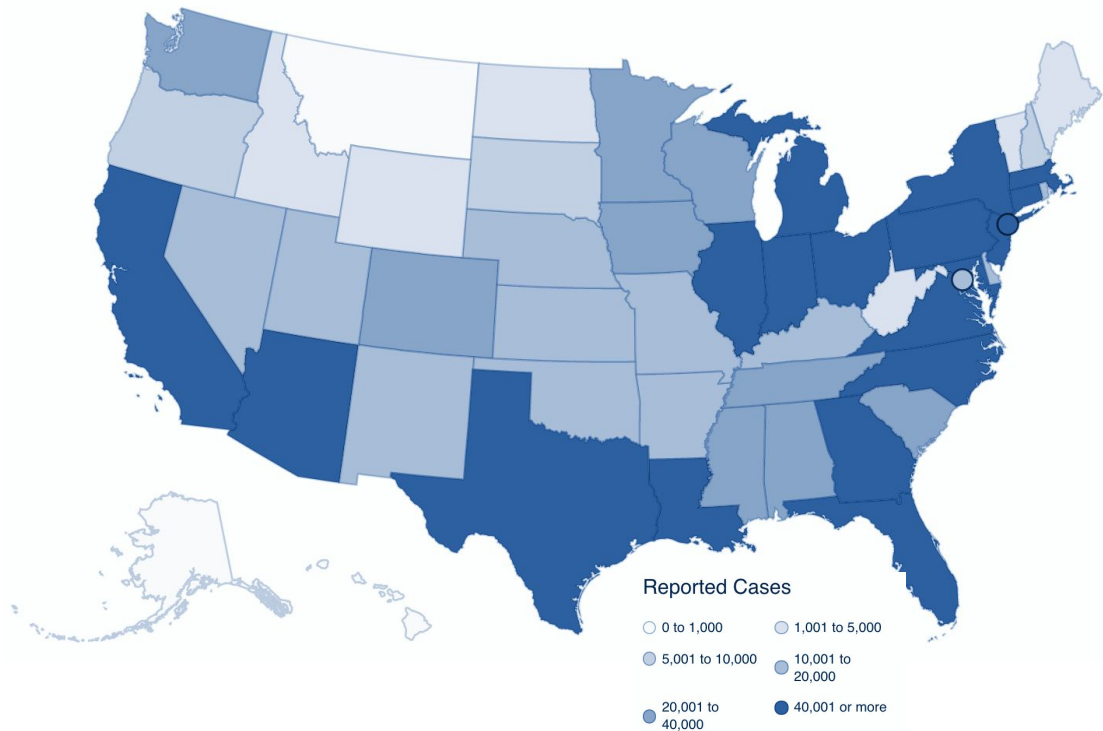 Reported Cases
0 to 1,000
1,001 to 5,000
5,001 to 10,000
10,001 to
20,000
20,001 to
40,000
40,001 or more